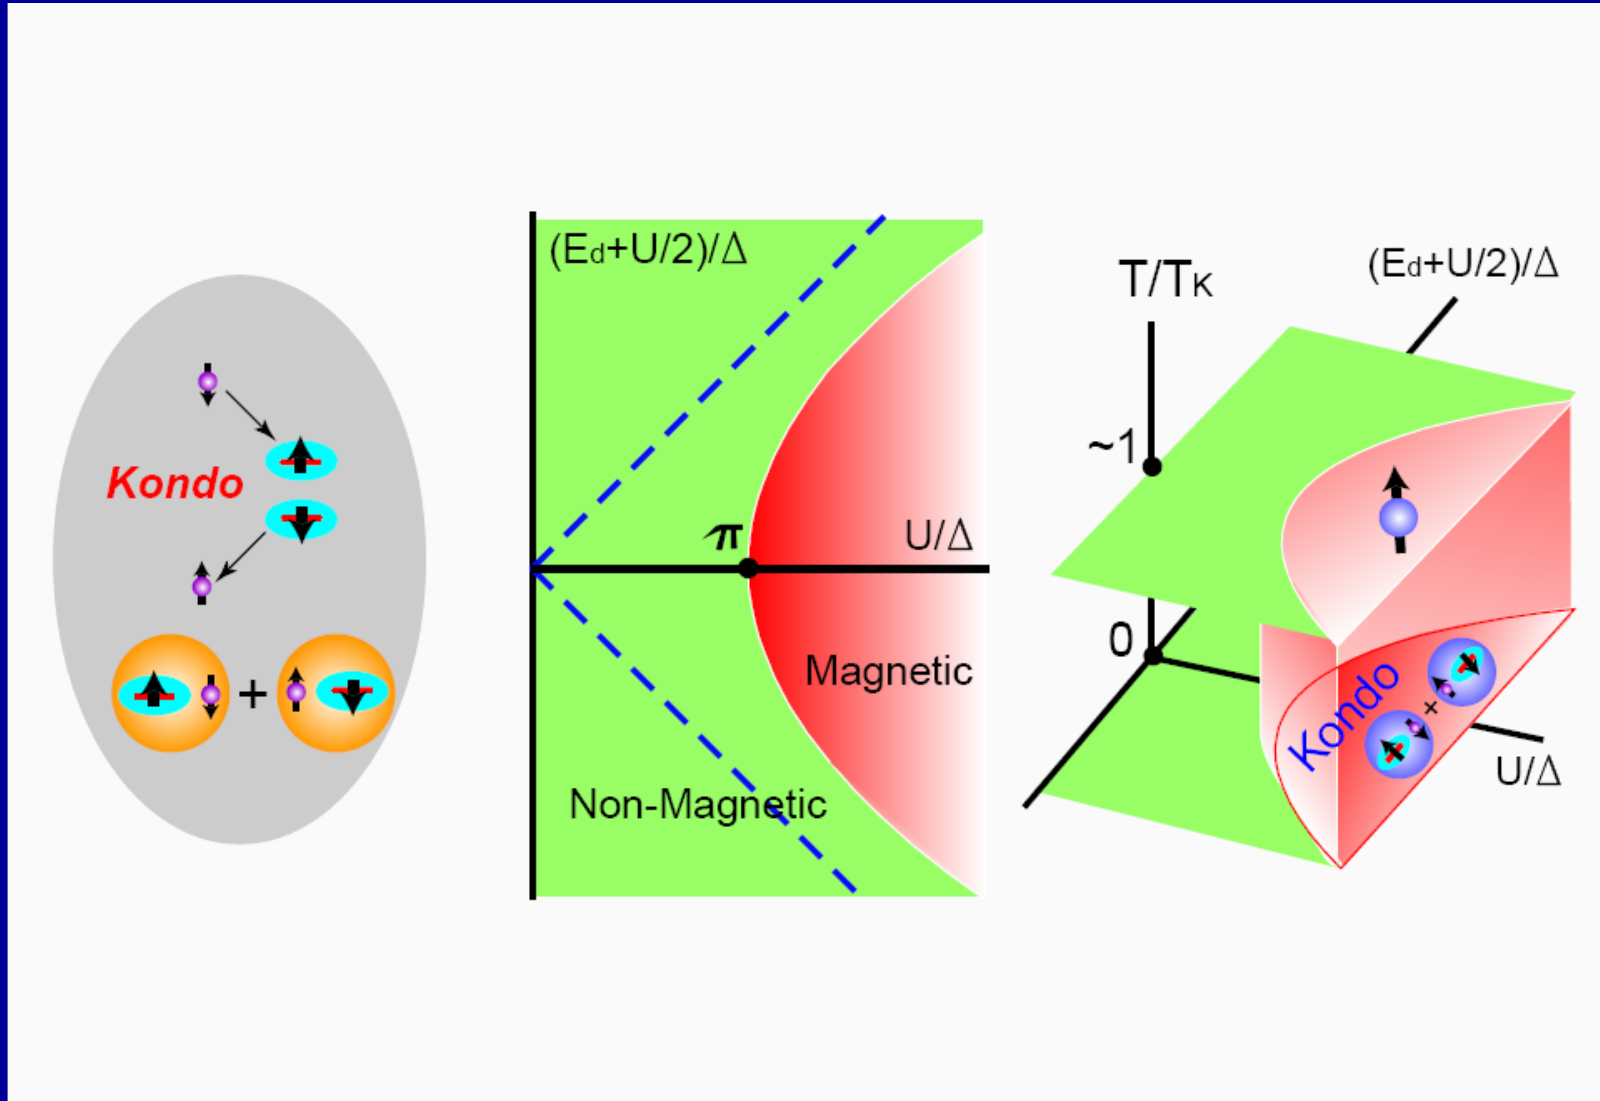 Kondo
+
(Ed+U/2)/Δ
π
U/Δ
Magnetic
Non-Magnetic
T/TK
(Ed+U/2)/Δ
~1
0
Kondo
+
U/Δ